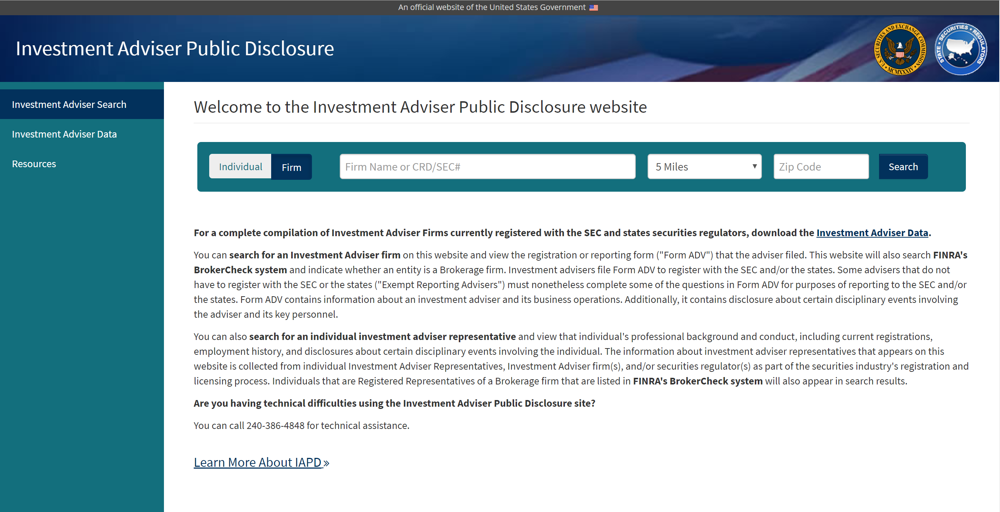 An official website of the United States Government
Investment Adviser Public Disclosure
U.S. SECURITIES AND EXCHANGE COMMISSION
MCMXXXIV
STATE • SECURITIES • REGULATORS
Investment Adviser Search
Investment Adviser Data
Resources
Welcome to the Investment Adviser Public Disclosure website
Individual Firm Firm Name or CRD/SEC# 5 Miles Zip Code Search
For a complete compilation of Investment Adviser Firms currently registered with the SEC and states securities regulators, download the Investment Adviser Data.
You can search for an Investment Adviser firm on this website and view the registration or reporting form ("Form ADV") that the adviser filed. This website will also search FINRA's
BrokerCheck system and indicate whether an entity is a Brokerage firm. Investment advisers file Form ADV to register with the SEC and/or the states. Some advisers that do not
have to register with the SEC or the states ("Exempt Reporting Advisers") must nonetheless complete some of the questions in Form ADV for purposes of reporting to the SEC and/or
the states. Form ADV contains information about an investment adviser and its business operations. Additionally, it contains disclosure about certain disciplinary events involving
the adviser and its key personnel.
You can also search for an individual investment adviser representative and view that individual's professional background and conduct, including current registrations,
employment history, and disclosures about certain disciplinary events involving the individual. The information about investment adviser representatives that appears on this
website is collected from individual Investment Adviser Representatives, Investment Adviser firm(s), and/or securities regulator(s) as part of the securities industry's registration and
licensing process. Individuals that are Registered Representatives of a Brokerage firm that are listed in FINRA's BrokerCheck system will also appear in search results.
Are you having technical difficulties using the Investment Adviser Public Disclosure site?
You can call 240-386-4848 for technical assistance.
Learn More About IAPD »